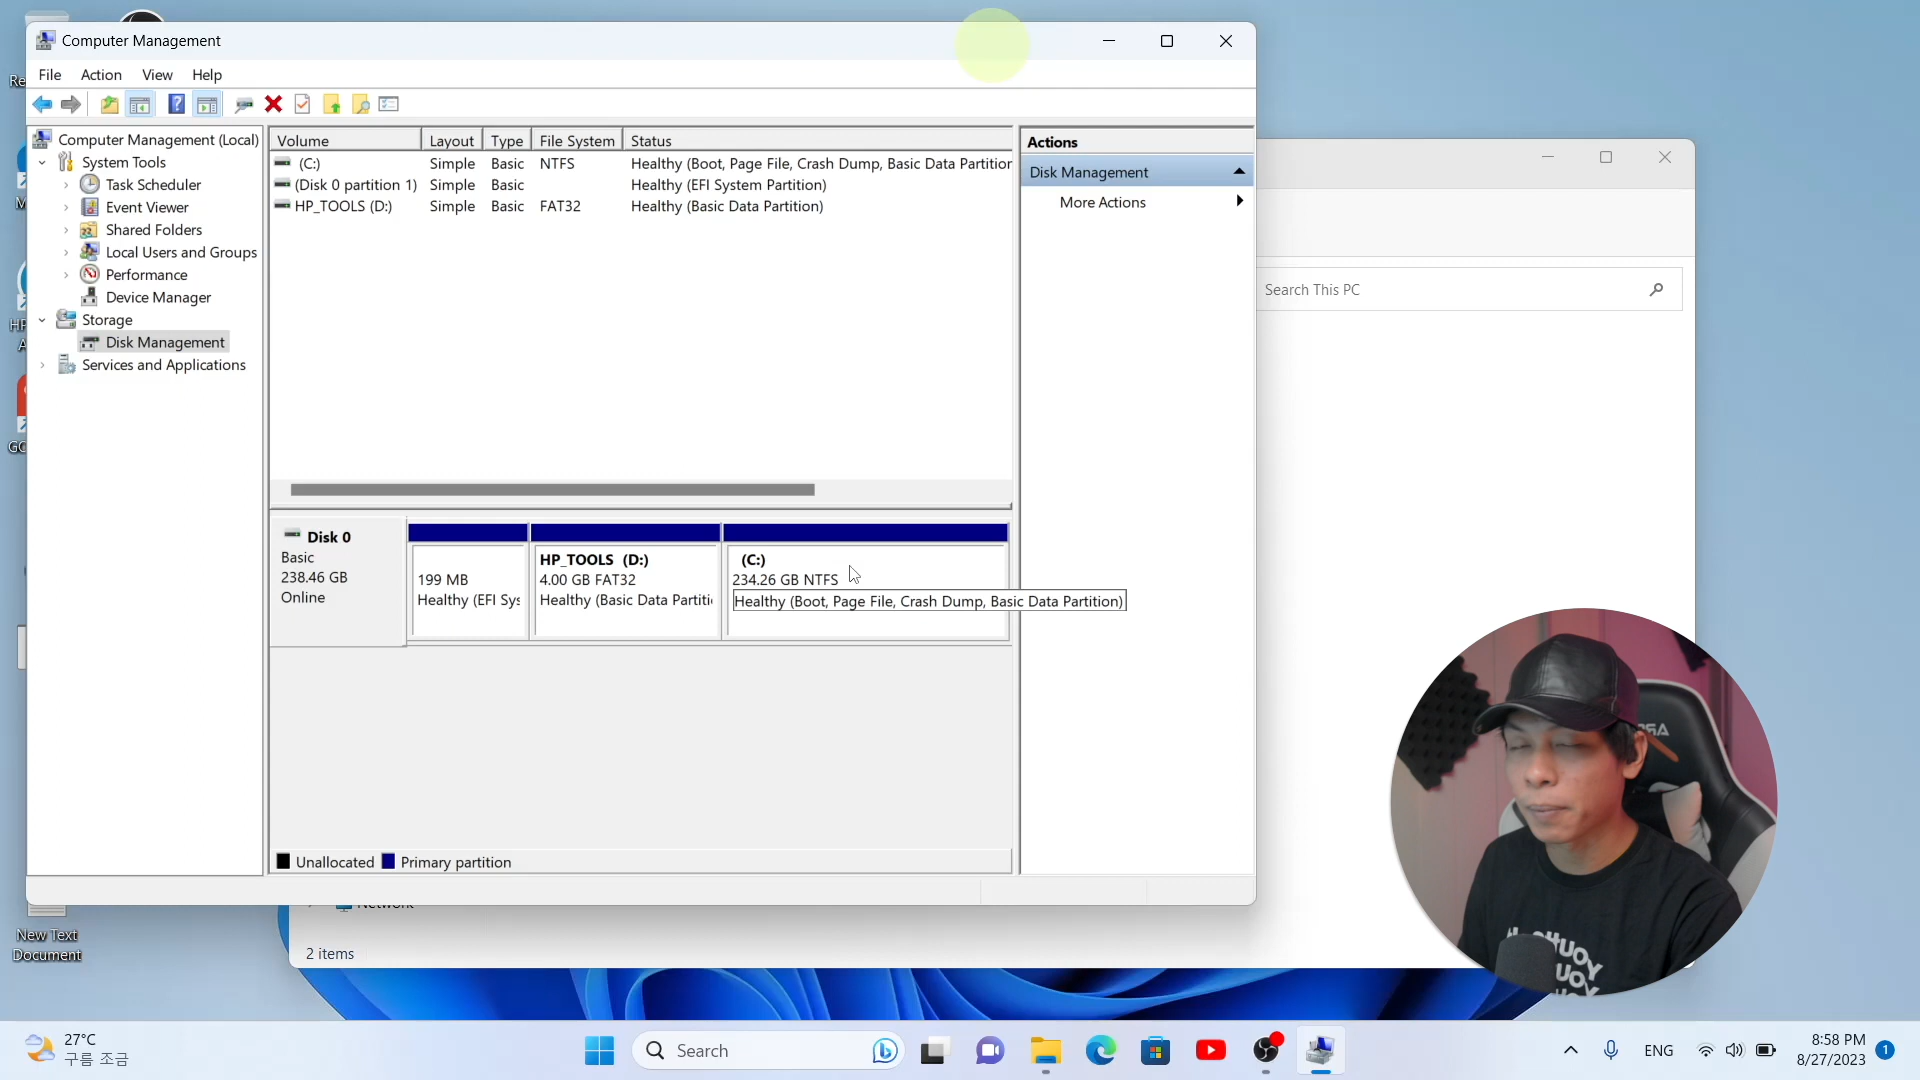 Computer Management
File Action View Help
Computer Management (Local)
System Tools
Task Scheduler
Event Viewer
Shared Folders
Local Users and Groups
Performance
Device Manager
Storage
Disk Management
Services and Applications
Volume Layout Type File System Status
(C:) Simple Basic NTFS Healthy (Boot, Page File, Crash Dump, Basic Data Partition
(Disk 0 partition 1) Simple Basic Healthy (EFI System Partition)
HP_TOOLS (D:) Simple Basic FAT32 Healthy (Basic Data Partition)
Actions
Disk Management
More Actions
Search This PC
Disk 0
Basic
238.46 GB
Online
199 MB
Healthy (EFI Sys
HP_TOOLS (D:)
4.00 GB FAT32
Healthy (Basic Data Partiti
(C:)
234.26 GB NTFS
Healthy (Boot, Page File, Crash Dump, Basic Data Partition)
Unallocated Primary partition
Network
2 items
New Text
Document
27°C
구름 조금
Search
ENG
8:58 PM
8/27/2023
1